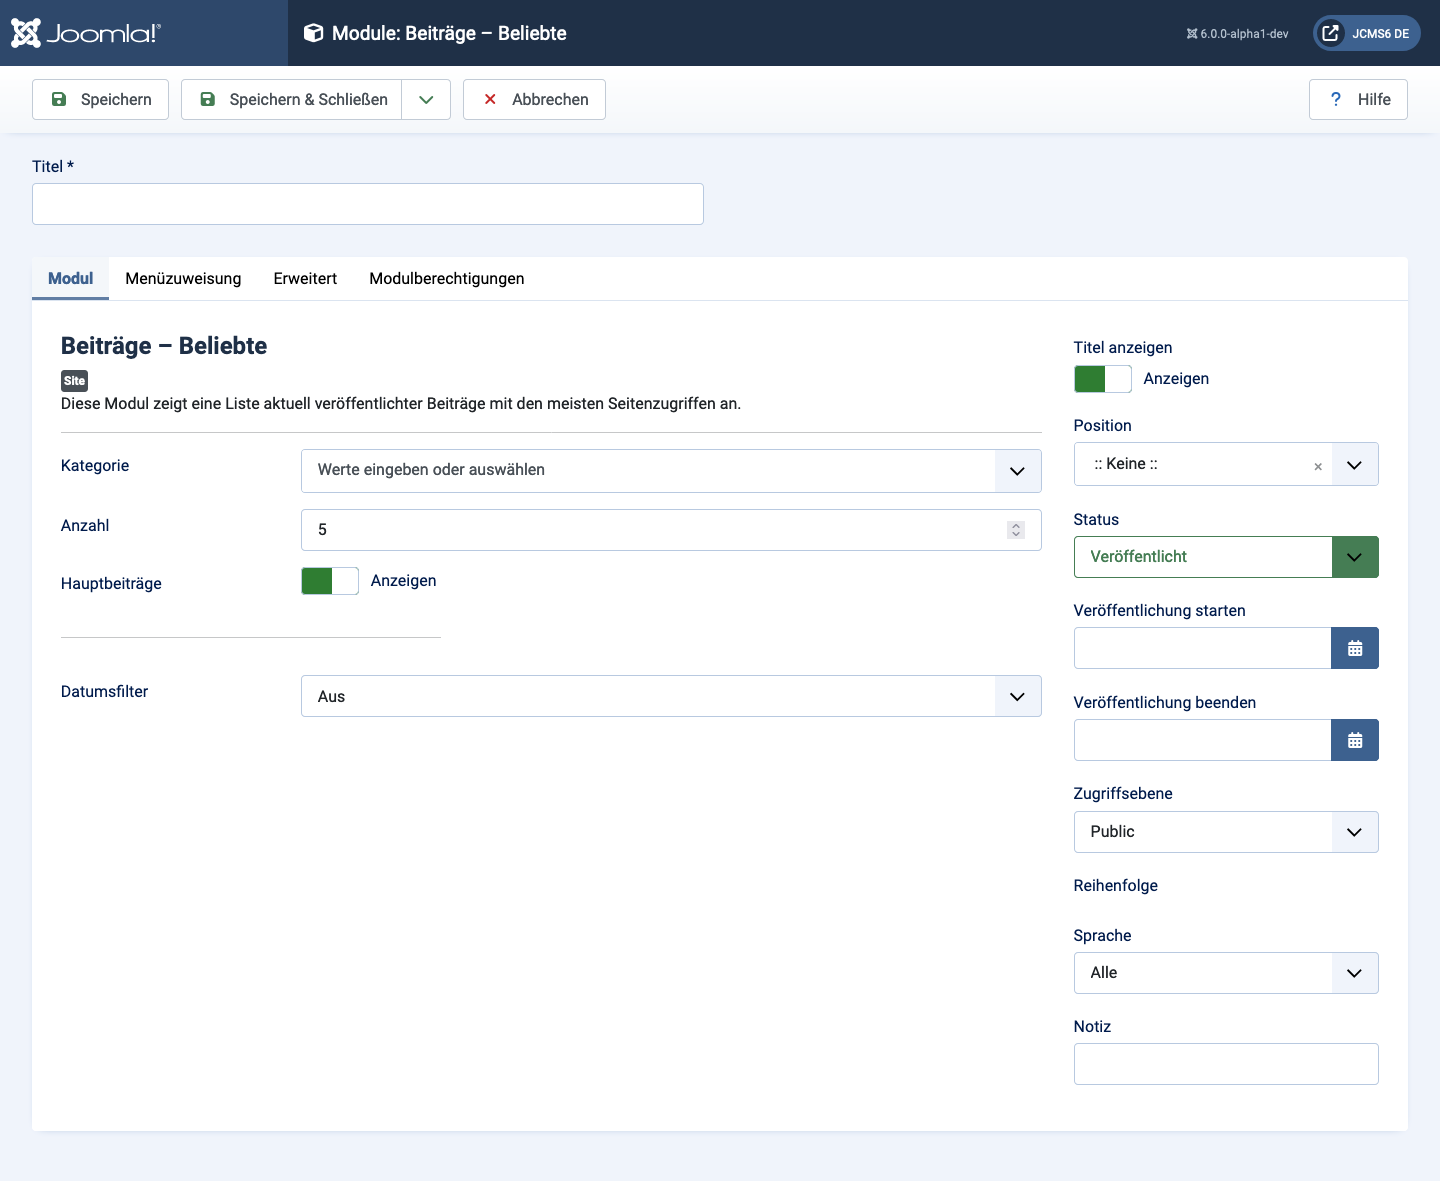 Joomla!®
Module: Beiträge – Beliebte
6.0.0-alpha1-dev
JCMS6 DE
Speichern
Speichern & Schließen
Abbrechen
? Hilfe
Titel *
Modul
Menüzuweisung
Erweitert
Modulberechtigungen
Beiträge – Beliebte
Site
Diese Modul zeigt eine Liste aktuell veröffentlichter Beiträge mit den meisten Seitenzugriffen an.
Kategorie
Werte eingeben oder auswählen
Anzahl
5
Hauptbeiträge
Anzeigen
Datumsfilter
Aus
Titel anzeigen
Anzeigen
Position
:: Keine ::
×
Status
Veröffentlicht
Veröffentlichung starten
Veröffentlichung beenden
Zugriffsebene
Public
Reihenfolge
Sprache
Alle
Notiz